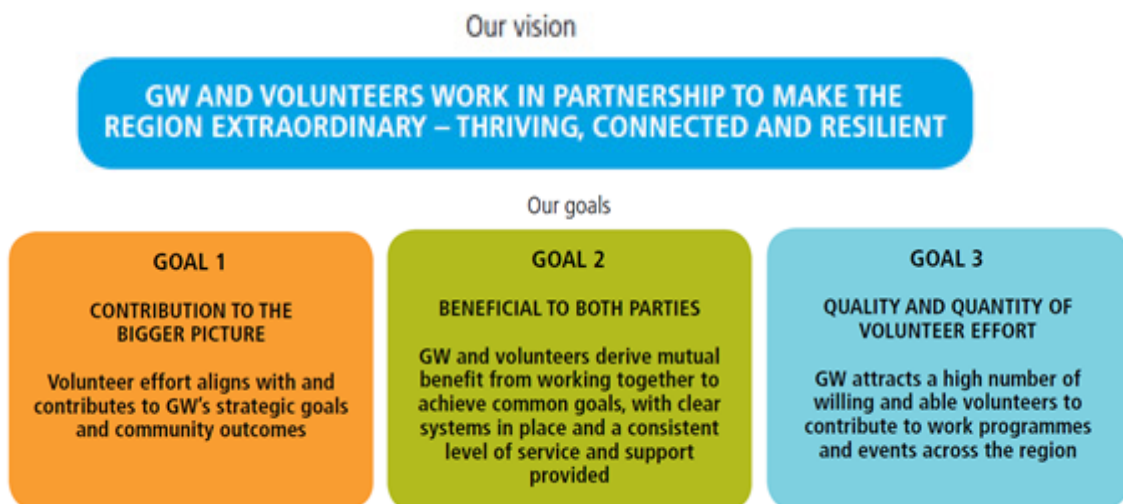 Our vision
GW AND VOLUNTEERS WORK IN PARTNERSHIP TO MAKE THE
REGION EXTRAORDINARY – THRIVING, CONNECTED AND RESILIENT
Our goals
GOAL 1
CONTRIBUTION TO THE
BIGGER PICTURE
Volunteer effort aligns with and
contributes to GW's strategic goals
and community outcomes
GOAL 2
BENEFICIAL TO BOTH PARTIES
GW and volunteers derive mutual
benefit from working together to
achieve common goals, with clear
systems in place and a consistent
level of service and support
provided
GOAL 3
QUALITY AND QUANTITY OF
VOLUNTEER EFFORT
GW attracts a high number of
willing and able volunteers to
contribute to work programmes
and events across the region